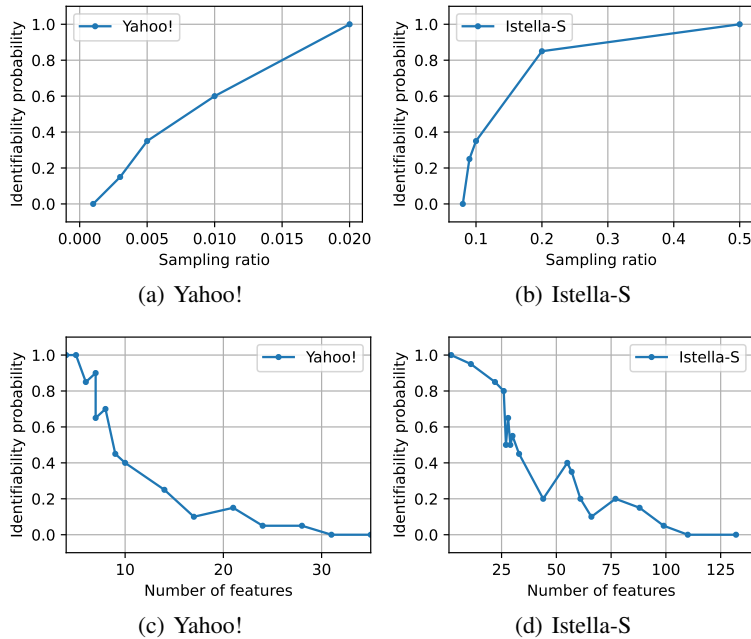 Yahoo!
Identifiability probability
1.0
0.8
0.6
0.4
0.2
0.0
0.000 0.005 0.010 0.015 0.020
Sampling ratio
(a) Yahoo!
Istella-S
Identifiability probability
1.0
0.8
0.6
0.4
0.2
0.0
0.1 0.2 0.3 0.4 0.5
Sampling ratio
(b) Istella-S
Yahoo!
Identifiability probability
1.0
0.8
0.6
0.4
0.2
0.0
10 20 30
Number of features
(c) Yahoo!
Istella-S
Identifiability probability
1.0
0.8
0.6
0.4
0.2
0.0
25 50 75 100 125
Number of features
(d) Istella-S